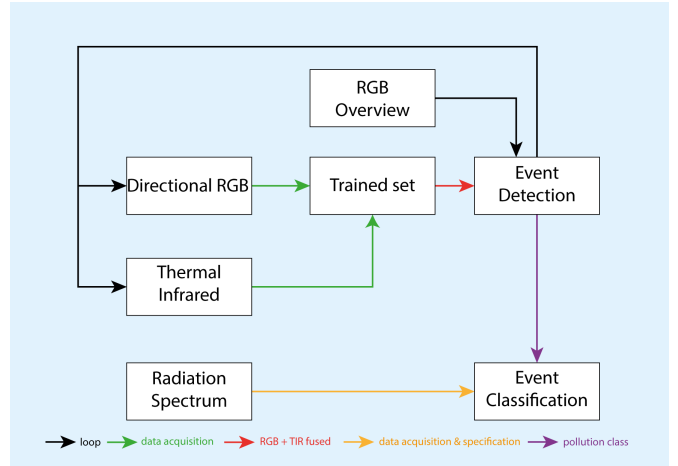 RGB
Overview
Directional RGB
Trained set
Event
Detection
Thermal
Infrared
Radiation
Spectrum
Event
Classification
loop
data acquisition
RGB + TIR fused
data acquisition & specification
pollution class